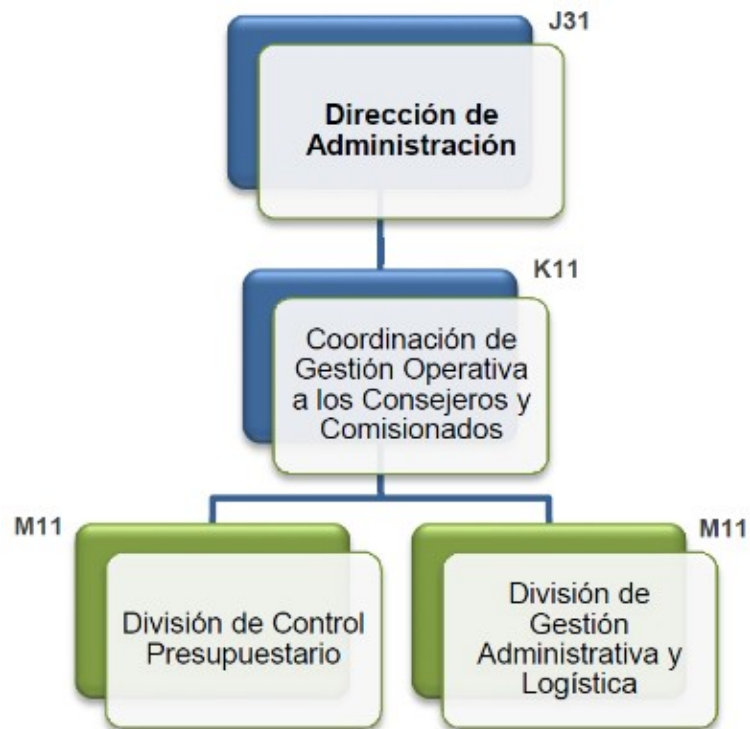 J31
Dirección de
Administración
K11
Coordinación de
Gestión Operativa
a los Consejeros y
Comisionados
M11
División de Control
Presupuestario
M11
División de
Gestión
Administrativa y
Logística